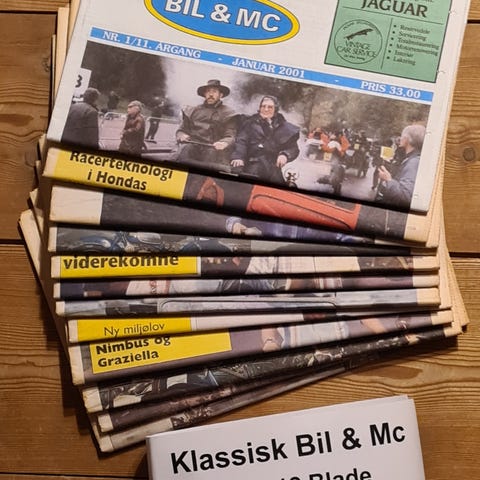 BIL & MC
JAGUAR
VINTAGE
CAR SERVICE
NR. 1/11. ÅRGANG - JANUAR 2001 - PRIS 33,00
Racerteknologi
i Hondas
viderekomne
Ny miljølov
Nimbus og
Graziella
Klassisk Bil & Mc
Blade